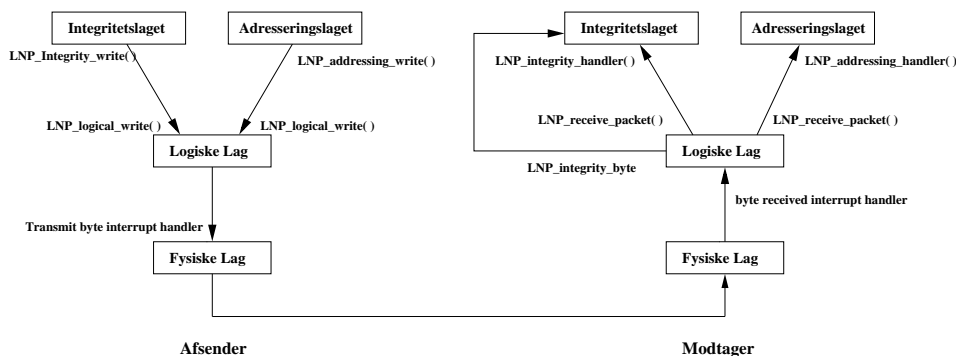 Integritetslaget
Adresseringslaget
LNP_Integrity_write( )
LNP_addressing_write( )
LNP_logical_write( )
LNP_logical_write( )
Logiske Lag
Transmit byte interrupt handler
Fysiske Lag
Afsender
Integritetslaget
Adresseringslaget
LNP_integrity_handler( )
LNP_addressing_handler( )
LNP_receive_packet( )
LNP_receive_packet( )
Logiske Lag
LNP_integrity_byte
byte received interrupt handler
Fysiske Lag
Modtager